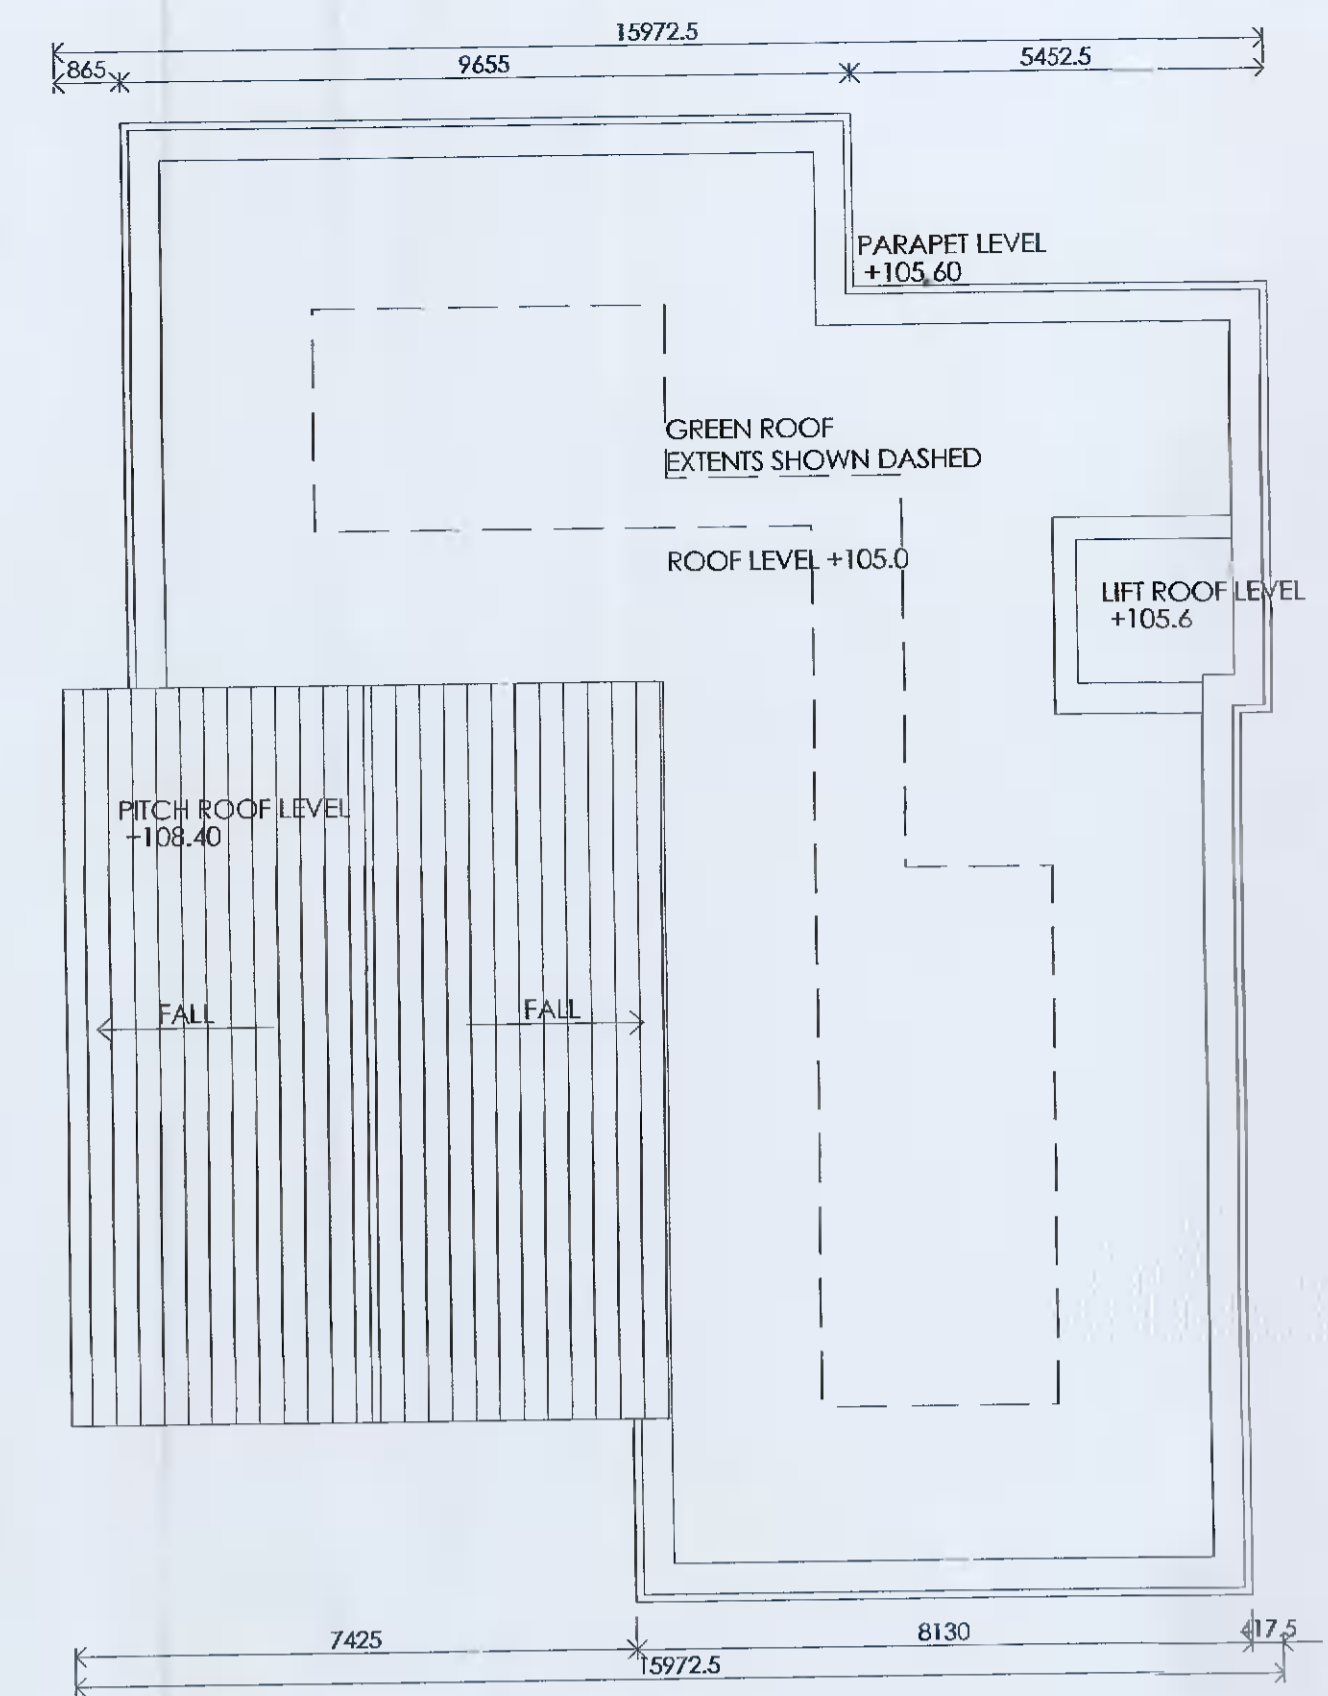 15972.5
865
9655
5452.5
PARAPET LEVEL
+105.60
GREEN ROOF
EXTENTS SHOWN DASHED
ROOF LEVEL +105.0
LIFT ROOF LEVEL
+105.6
PITCH ROOF LEVEL
+108.40
FALL
FALL
7425
8130
417.5
15972.5